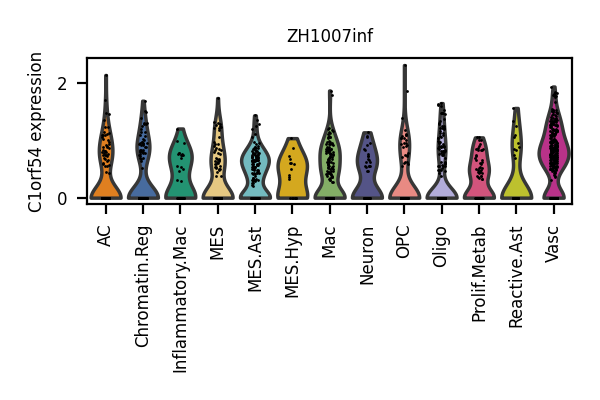 ZH1007inf
C1orf54 expression
2
0
AC
Chromatin.Reg
Inflammatory.Mac
MES
MES.Ast
MES.Hyp
Mac
Neuron
OPC
Oligo
Prolif.Metab
Reactive.Ast
Vasc